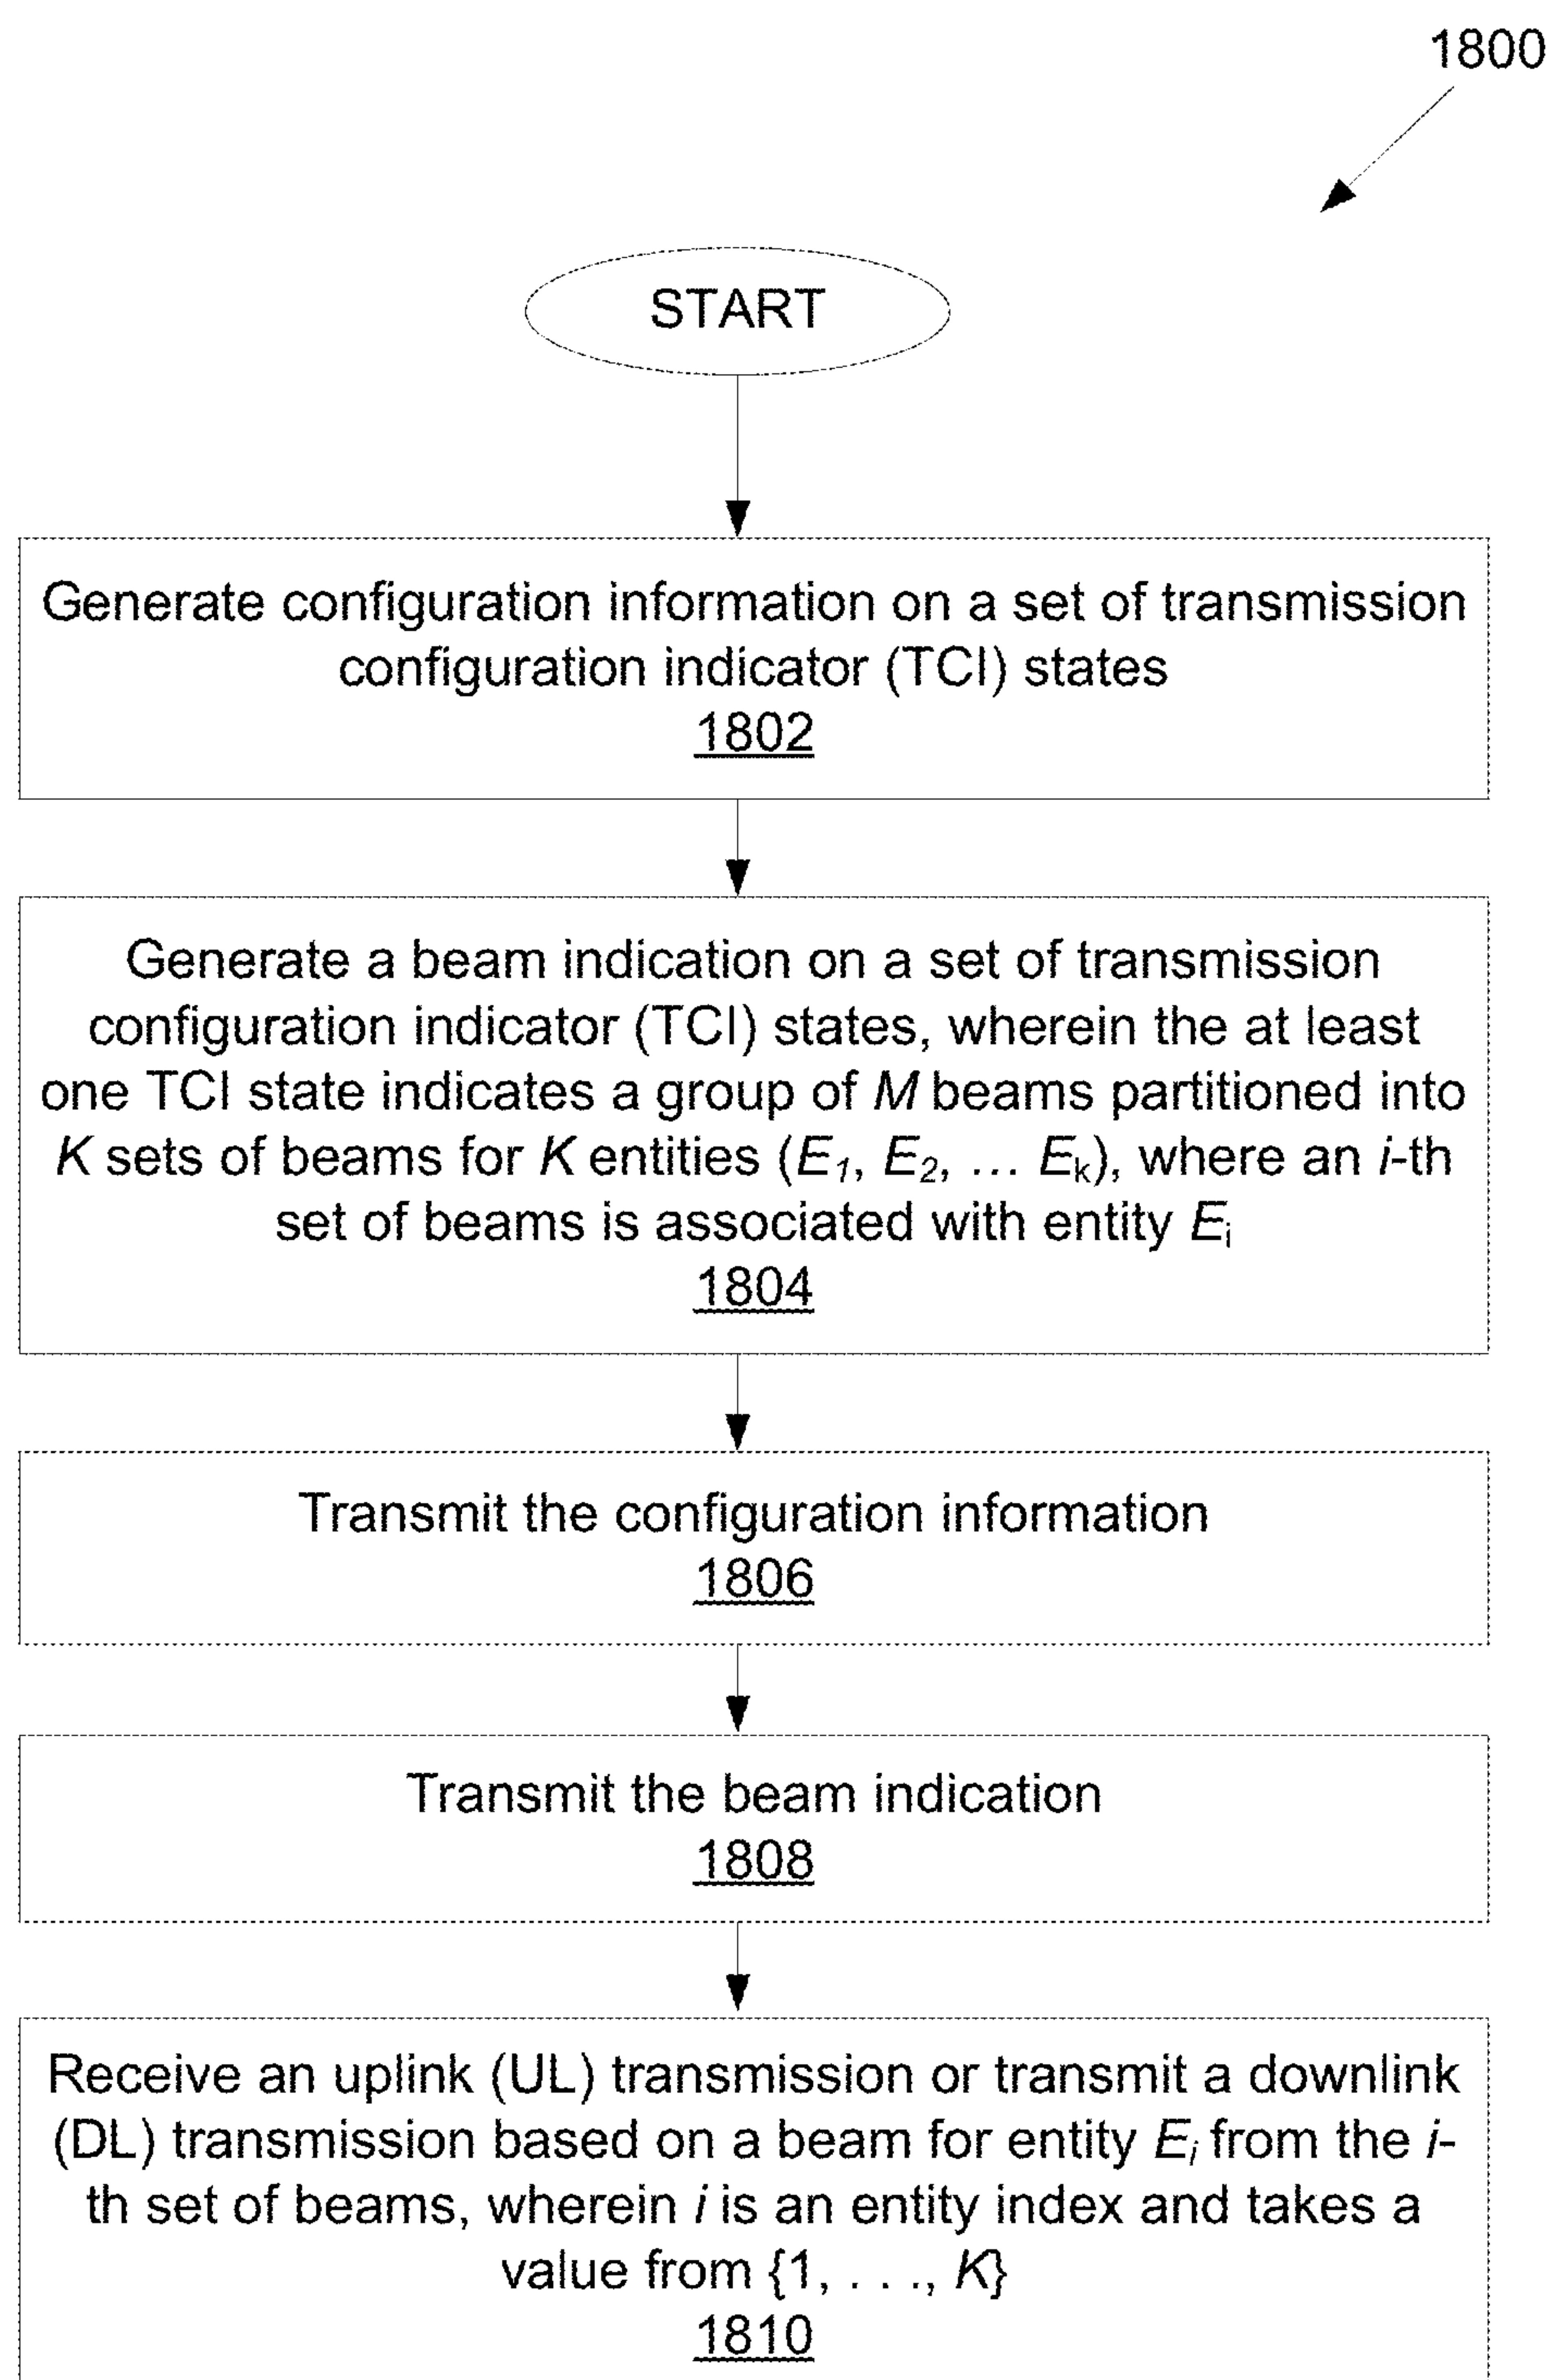 1800
START
Generate configuration information on a set of transmission
configuration indicator (TCI) states
1802
Generate a beam indication on a set of transmission
configuration indicator (TCI) states, wherein the at least
one TCI state indicates a group of M beams partitioned into
K sets of beams for K entities (E1, E2, … Ek), where an i-th
set of beams is associated with entity Ei
1804
Transmit the configuration information
1806
Transmit the beam indication
1808
Receive an uplink (UL) transmission or transmit a downlink
(DL) transmission based on a beam for entity Ei from the i-
th set of beams, wherein i is an entity index and takes a
value from {1, . . ., K}
1810